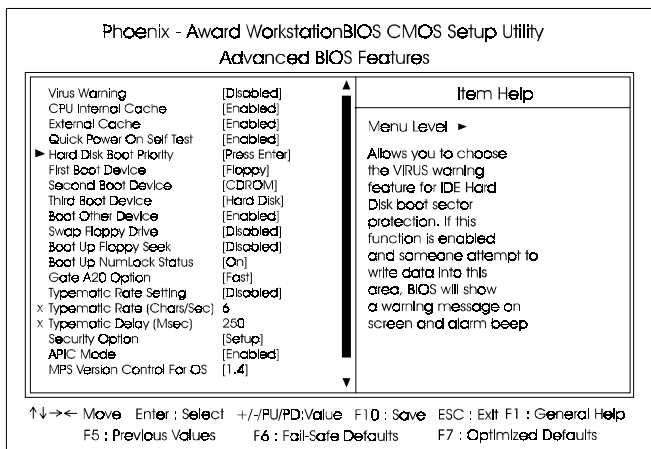 Phoenix - Award WorkstationBIOS CMOS Setup Utility
Advanced BIOS Features
Virus Warning [Disabled]
CPU Internal Cache [Enabled]
External Cache [Enabled]
Quick Power On Self Test [Enabled]
► Hard Disk Boot Priority [Press Enter]
First Boot Device [Floppy]
Second Boot Device [CDROM]
Third Boot Device [Hard Disk]
Boot Other Device [Enabled]
Swap Floppy Drive [Disabled]
Boot Up Floppy Seek [Disabled]
Boot Up NumLock Status [On]
Gate A20 Option [Fast]
Typematic Rate Setting [Disabled]
x Typematic Rate (Chars/Sec) 6
x Typematic Delay (Msec) 250
Security Option [Setup]
APIC Mode [Enabled]
MPS Version Control For OS [1.4]
Item Help
Menu Level ►
Allows you to choose
the VIRUS warning
feature for IDE Hard
Disk boot sector
protection. If this
function is enabled
and someone attempt to
write data into this
area, BIOS will show
a warning message on
screen and alarm beep
↑↓→← Move Enter : Select +/-/PU/PD:Value F10 : Save ESC : Exit F1 : General Help
F5 : Previous Values F6 : Fail-Safe Defaults F7 : Optimized Defaults